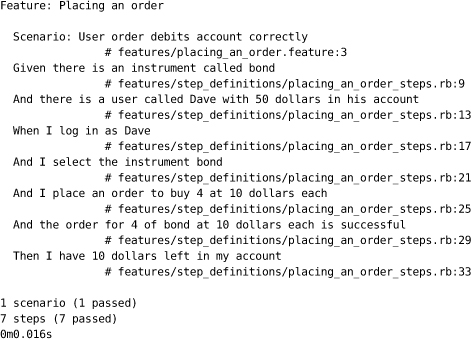 Feature: Placing an order
Scenario: User order debits account correctly
# features/placing_an_order.feature:3
Given there is an instrument called bond
# features/step_definitions/placing_an_order_steps.rb:9
And there is a user called Dave with 50 dollars in his account
# features/step_definitions/placing_an_order_steps.rb:13
When I log in as Dave
# features/step_definitions/placing_an_order_steps.rb:17
And I select the instrument bond
# features/step_definitions/placing_an_order_steps.rb:21
And I place an order to buy 4 at 10 dollars each
# features/step_definitions/placing_an_order_steps.rb:25
And the order for 4 of bond at 10 dollars each is successful
# features/step_definitions/placing_an_order_steps.rb:29
Then I have 10 dollars left in my account
# features/step_definitions/placing_an_order_steps.rb:33
1 scenario (1 passed)
7 steps (7 passed)
0m0.016s